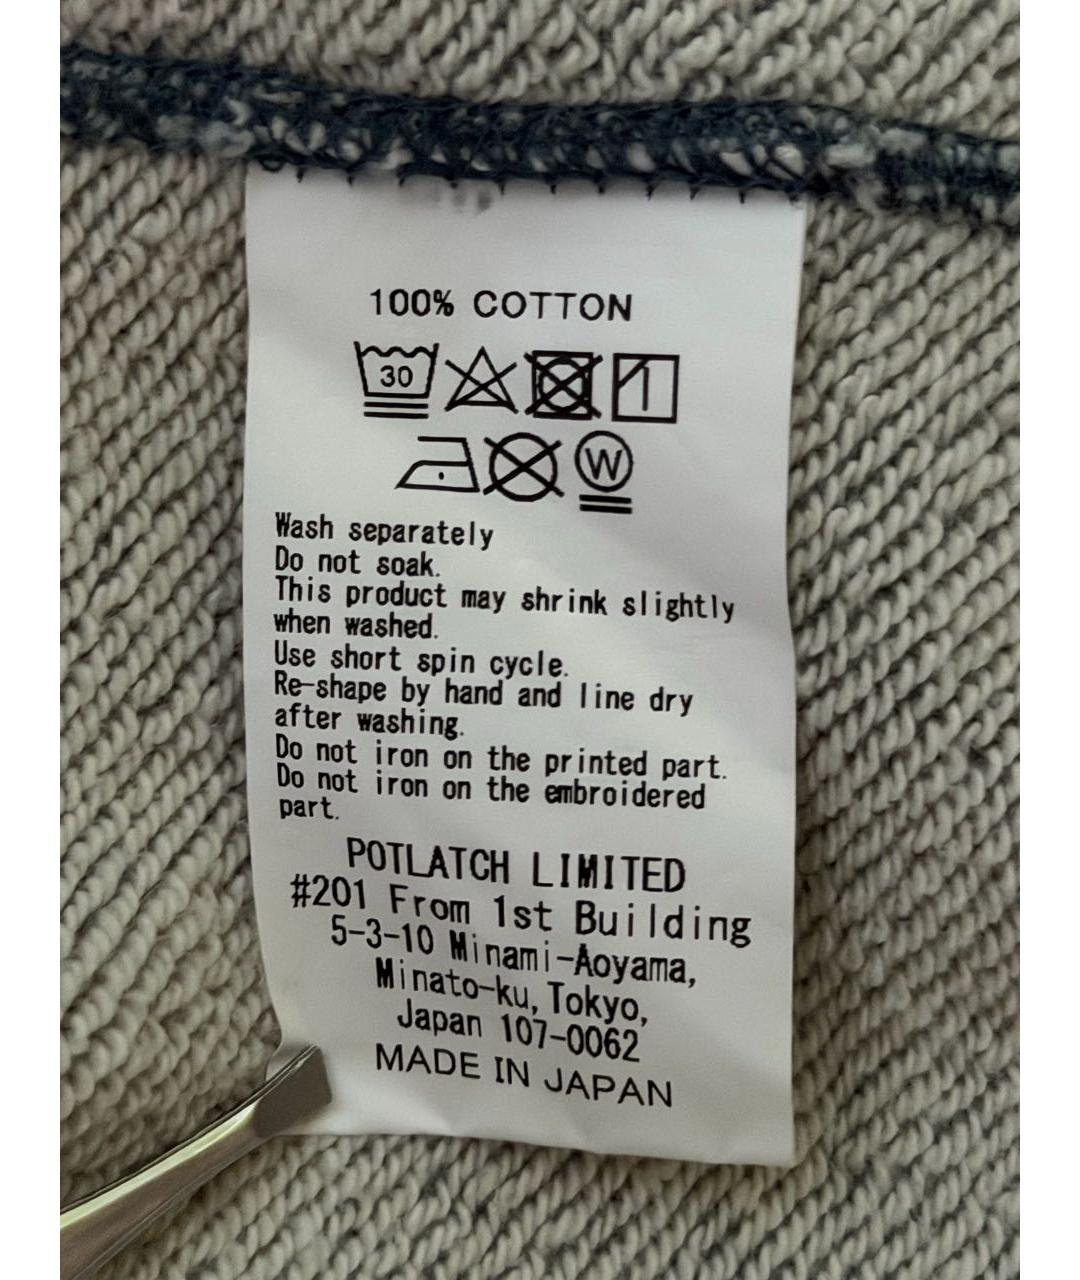 100% COTTON
30
W
Wash separately
Do not soak.
This product may shrink slightly
when washed.
Use short spin cycle.
Re-shape by hand and line dry
after washing.
Do not iron on the printed part.
Do not iron on the embroidered
part.
POTLATCH LIMITED
#201 From 1st Building
5-3-10 Minami-Aoyama,
Minato-ku, Tokyo,
Japan 107-0062
MADE IN JAPAN